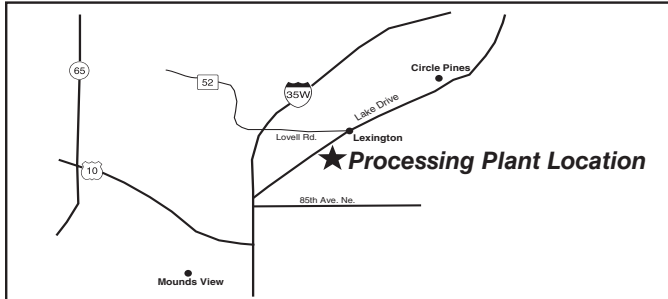 65
52
35W
Circle Pines
Lake Drive
Lovell Rd.
Lexington
Processing Plant Location
10
85th Ave. Ne.
Mounds View